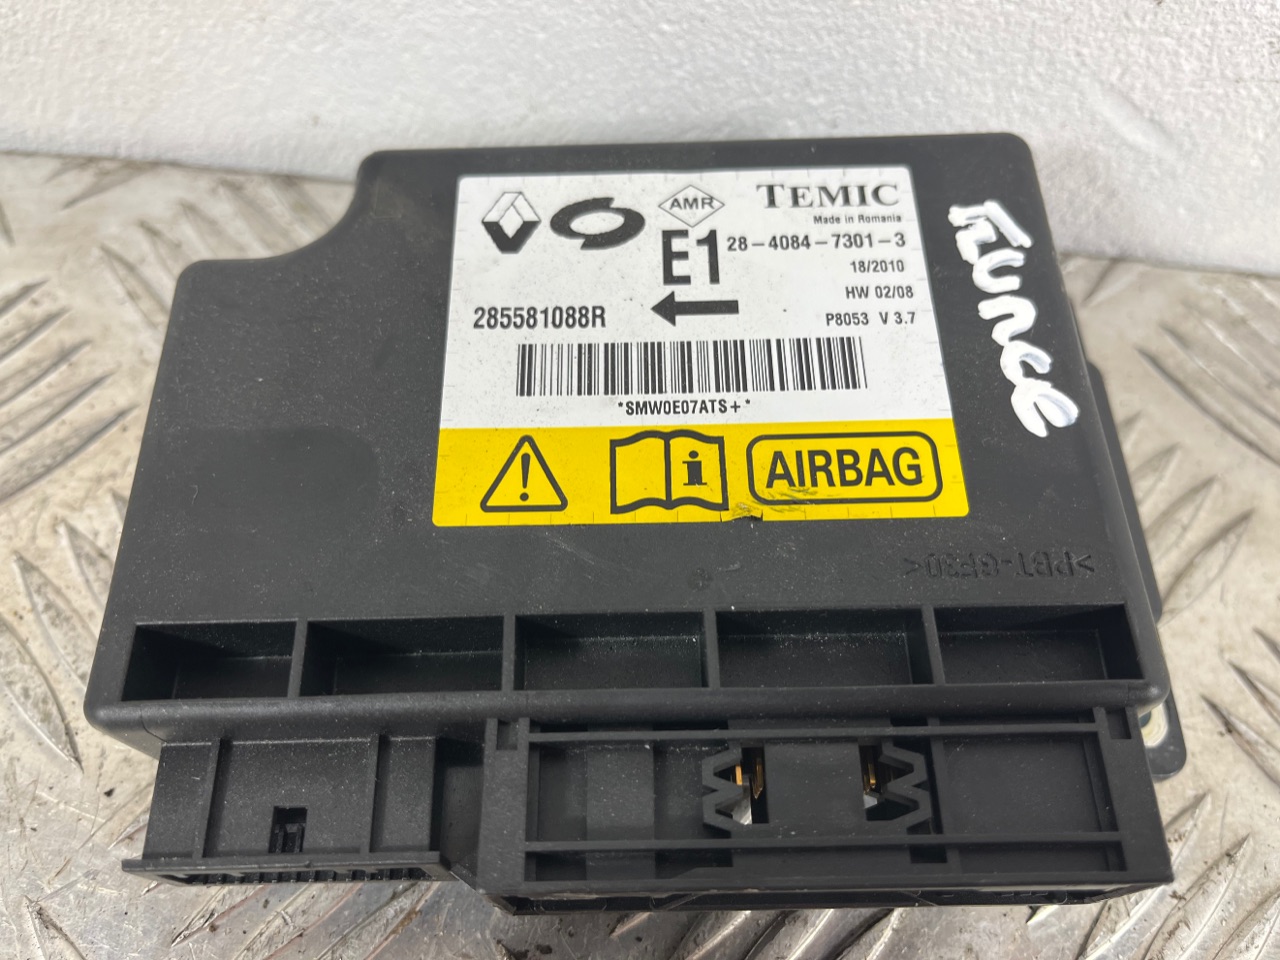 AMR
TEMIC
Made in Romania
E1
28-4084-7301-3
18/2010
HW 02/08
285581088R
P8053 V 3.7
*SMW0E07ATS+*
i
AIRBAG
>PBT-GF30<